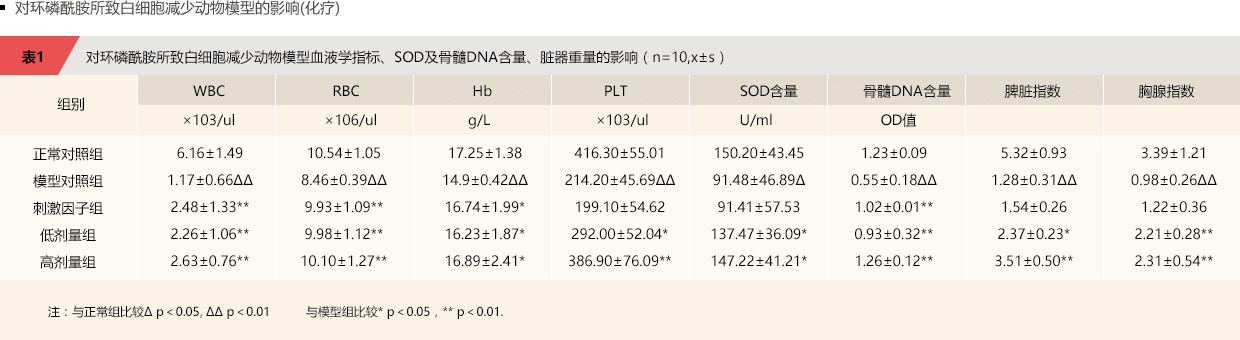 对环磷酰胺所致白细胞减少动物模型的影响(化疗)
表1 对环磷酰胺所致白细胞减少动物模型血液学指标、SOD及骨髓DNA含量、脏器重量的影响（n=10,x±s）
组别 WBC RBC Hb PLT SOD含量 骨髓DNA含量 脾脏指数 胸腺指数
×103/ul ×106/ul g/L ×103/ul U/ml OD值
正常对照组 6.16±1.49 10.54±1.05 17.25±1.38 416.30±55.01 150.20±43.45 1.23±0.09 5.32±0.93 3.39±1.21
模型对照组 1.17±0.66ΔΔ 8.46±0.39ΔΔ 14.9±0.42ΔΔ 214.20±45.69ΔΔ 91.48±46.89Δ 0.55±0.18ΔΔ 1.28±0.31ΔΔ 0.98±0.26ΔΔ
刺激因子组 2.48±1.33** 9.93±1.09** 16.74±1.99* 199.10±54.62 91.41±57.53 1.02±0.01** 1.54±0.26 1.22±0.36
低剂量组 2.26±1.06** 9.98±1.12** 16.23±1.87* 292.00±52.04* 137.47±36.09* 0.93±0.32** 2.37±0.23* 2.21±0.28**
高剂量组 2.63±0.76** 10.10±1.27** 16.89±2.41* 386.90±76.09** 147.22±41.21* 1.26±0.12** 3.51±0.50** 2.31±0.54**
注：与正常组比较Δ p＜0.05, ΔΔ p＜0.01 与模型组比较* p＜0.05，** p＜0.01.